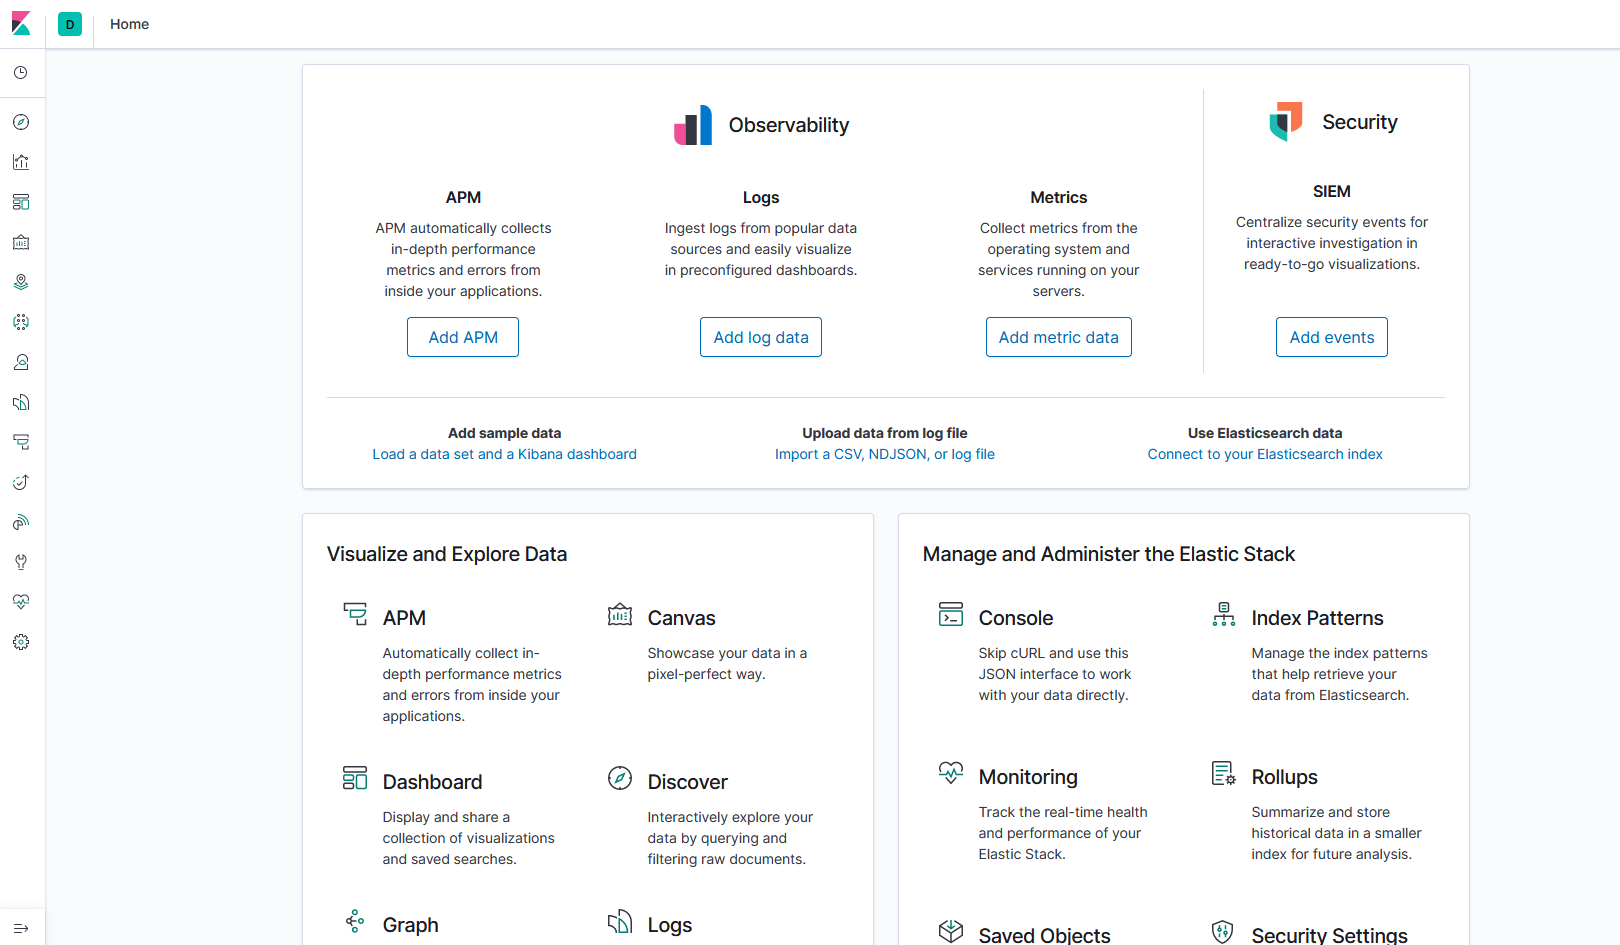 D
Home
Observability
Security
APM
APM automatically collects
in-depth performance
metrics and errors from
inside your applications.
Add APM
Logs
Ingest logs from popular data
sources and easily visualize
in preconfigured dashboards.
Add log data
Metrics
Collect metrics from the
operating system and
services running on your
servers.
Add metric data
SIEM
Centralize security events for
interactive investigation in
ready-to-go visualizations.
Add events
Add sample data
Load a data set and a Kibana dashboard
Upload data from log file
Import a CSV, NDJSON, or log file
Use Elasticsearch data
Connect to your Elasticsearch index
Visualize and Explore Data
APM
Automatically collect in-
depth performance metrics
and errors from inside your
applications.
Canvas
Showcase your data in a
pixel-perfect way.
Dashboard
Display and share a
collection of visualizations
and saved searches.
Discover
Interactively explore your
data by querying and
filtering raw documents.
Graph
Logs
Manage and Administer the Elastic Stack
Console
Skip cURL and use this
JSON interface to work
with your data directly.
Index Patterns
Manage the index patterns
that help retrieve your
data from Elasticsearch.
Monitoring
Track the real-time health
and performance of your
Elastic Stack.
Rollups
Summarize and store
historical data in a smaller
index for future analysis.
Saved Objects
Security Settings